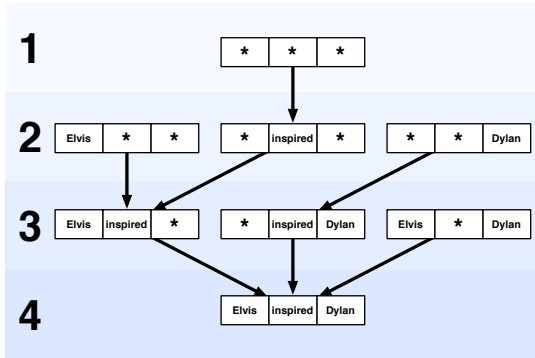 1 * * *
2 Elvis * * * inspired * * * Dylan
3 Elvis inspired * * inspired Dylan Elvis * Dylan
4 Elvis inspired Dylan